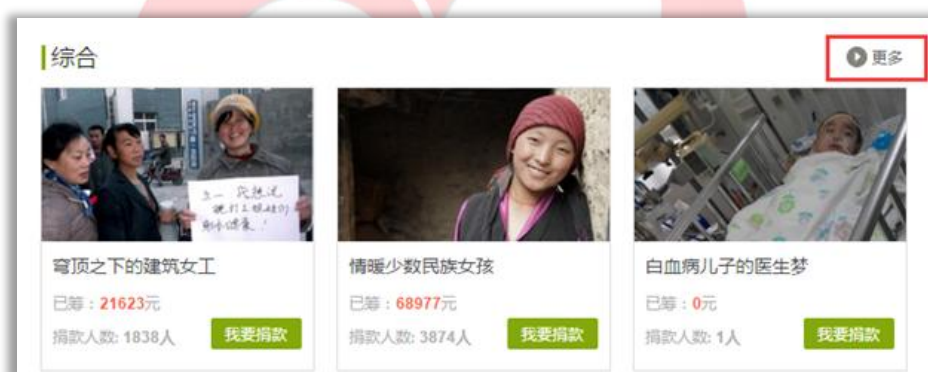 综合
更多
穹顶之下的建筑女工
已筹：21623元
捐款人数: 1838人
我要捐款
情暖少数民族女孩
已筹：68977元
捐款人数: 3874人
我要捐款
白血病儿子的医生梦
已筹：0元
捐款人数: 1人
我要捐款